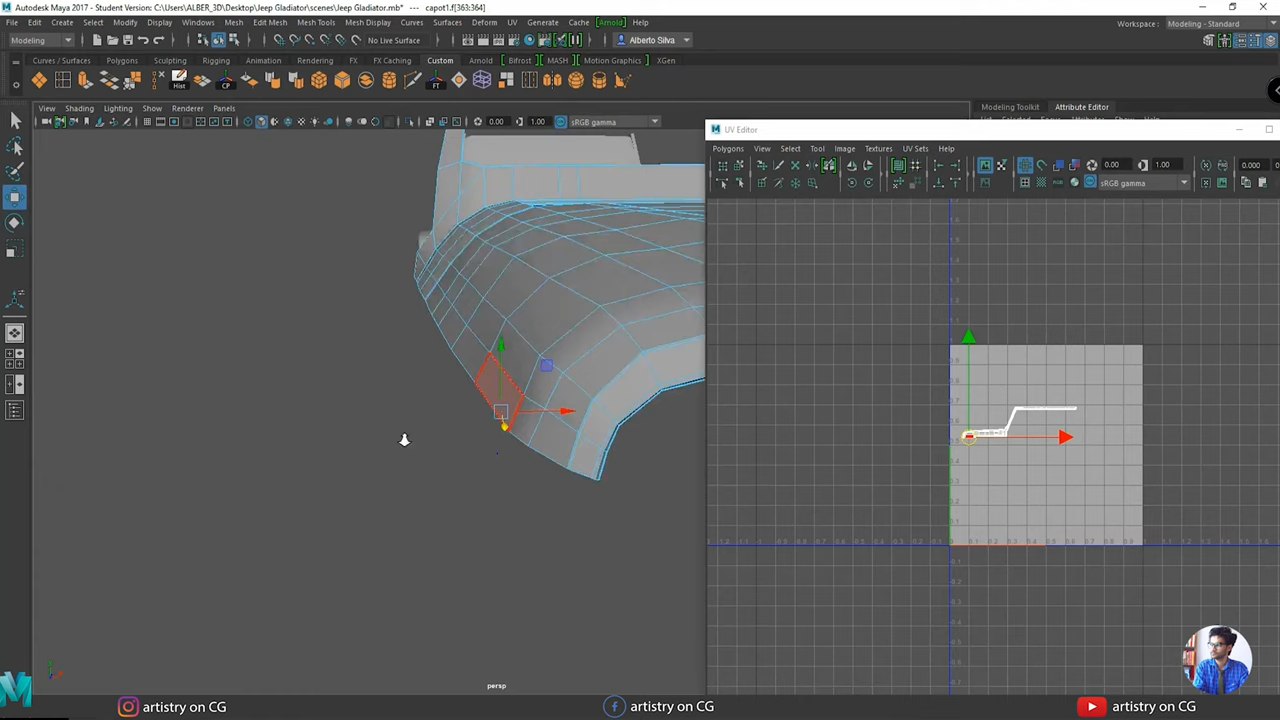 Autodesk Maya 2017 - Student Version: C:\Users\ALBER_3D\Desktop\Jeep Gladiator\scenes\Jeep Gladiator.mb* --- capot1.f[363:364]
File Edit Create Select Modify Display Windows Mesh Edit Mesh Mesh Tools Mesh Display Curves Surfaces Deform UV Generate Cache [Arnold] Help
Workspace : Modeling - Standard
Modeling
No Live Surface
Alberto Silva
Curves / Surfaces Polygons Sculpting Rigging Animation Rendering FX FX Caching Custom Arnold Bifrost MASH Motion Graphics XGen
Hist
CP
FT
View Shading Lighting Show Renderer Panels
Modeling Toolkit Attribute Editor
0.00 1.00 sRGB gamma
UV Editor
Polygons View Select Tool Image Textures UV Sets Help
0.00 1.00 0.000
sRGB gamma
persp
artistry on CG
artistry on CG
artistry on CG